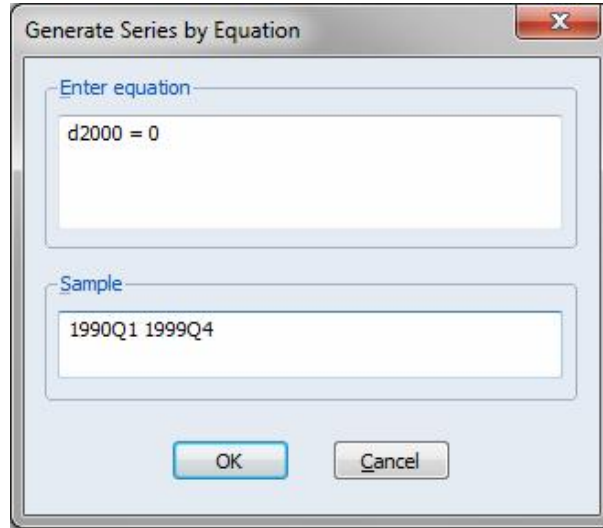 Generate Series by Equation
Enter equation
d2000 = 0
Sample
1990Q1 1999Q4
OK
Cancel